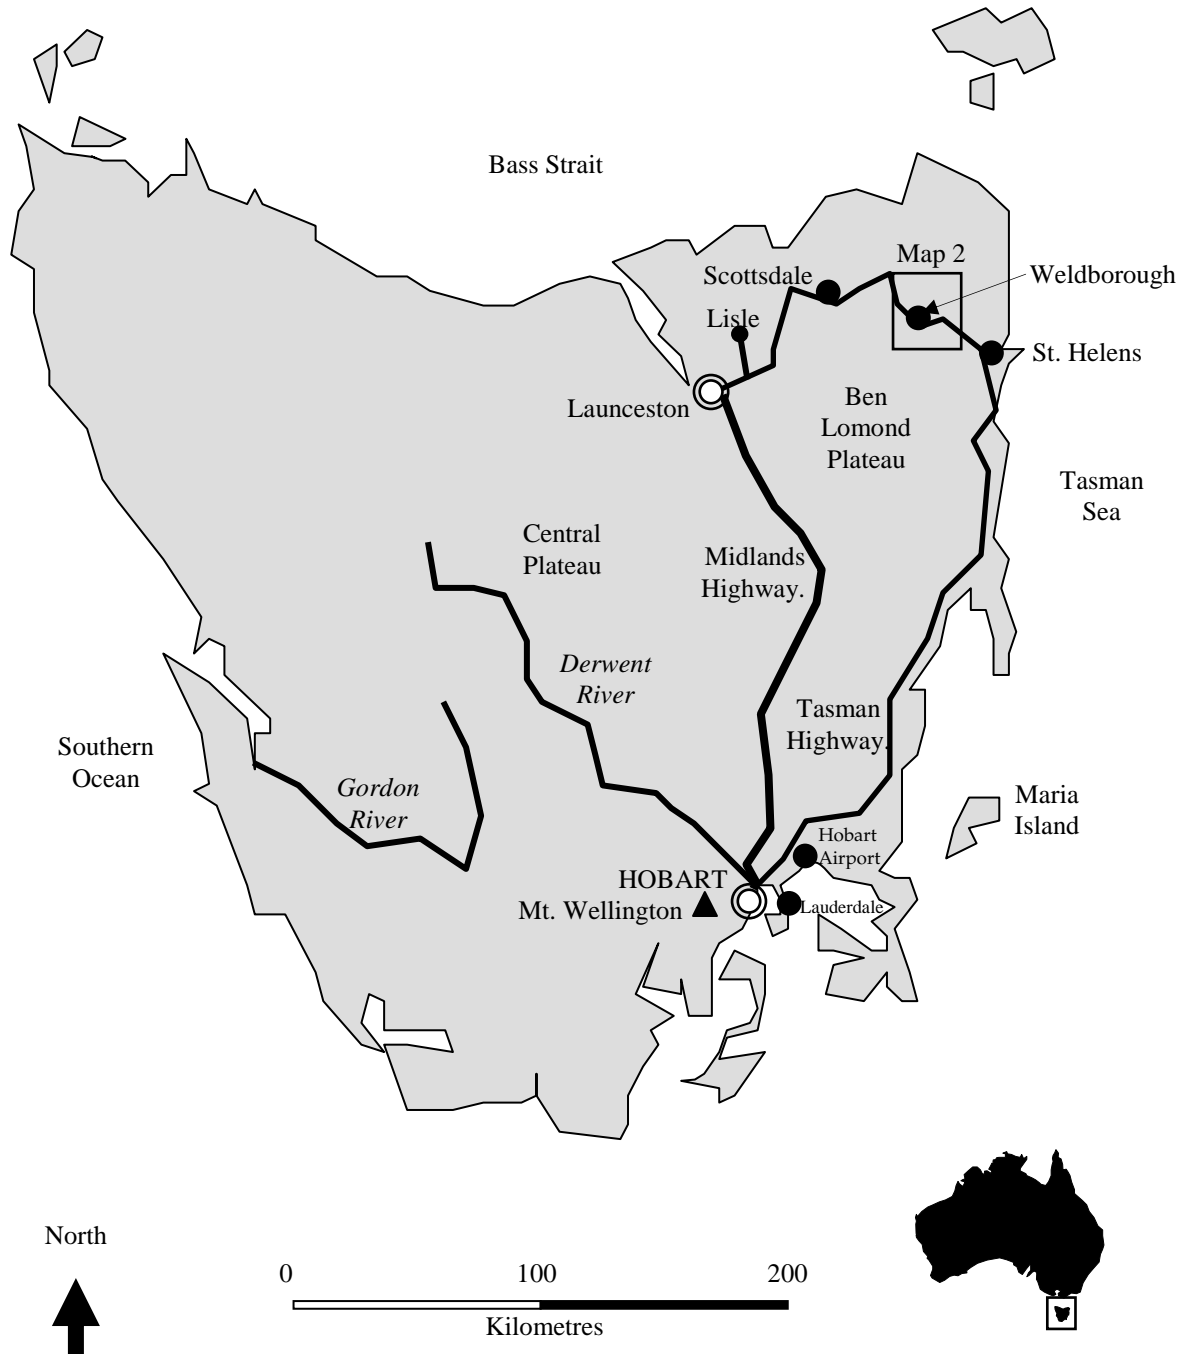 Bass Strait
Map 2
Scottsdale
Weldborough
Lisle
St. Helens
Launceston
Ben
Lomond
Plateau
Tasman
Sea
Central
Plateau
Midlands
Highway.
Derwent
River
Tasman
Highway.
Southern
Ocean
Gordon
River
Maria
Island
Hobart
Airport
HOBART
Mt. Wellington
Lauderdale
North
0 100 200
Kilometres